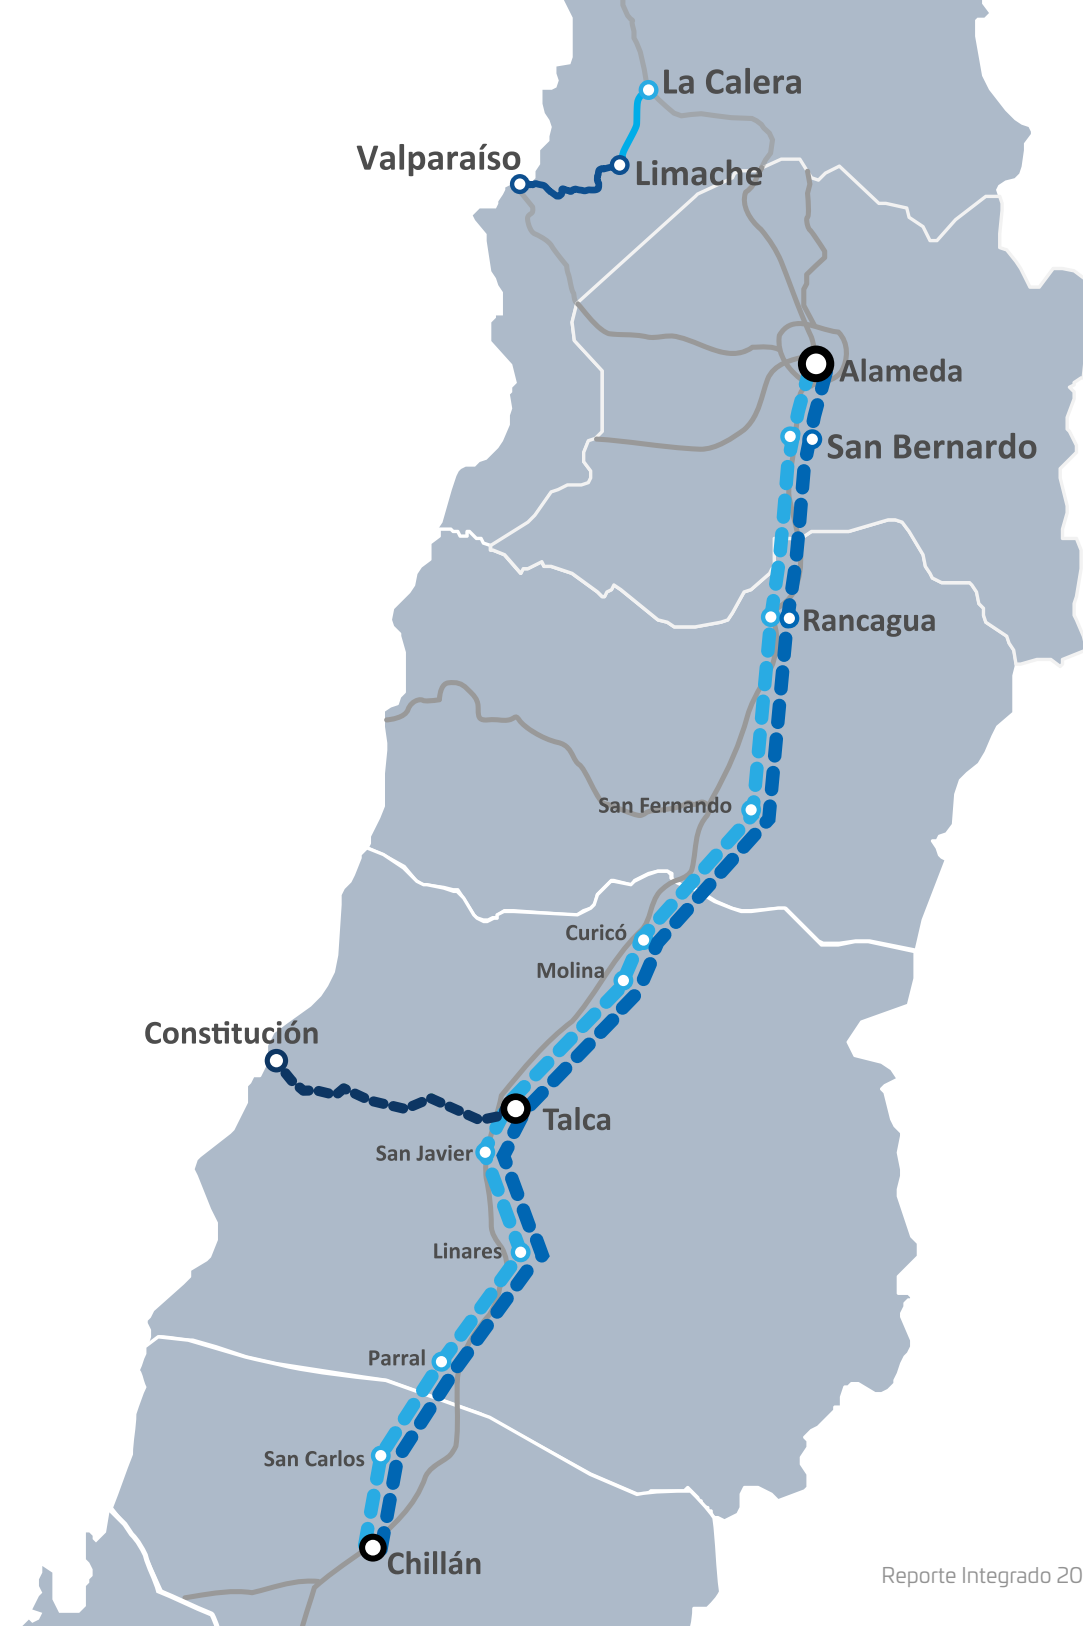 La Calera
Valparaíso
Limache
Alameda
San Bernardo
Rancagua
San Fernando
Curicó
Molina
Constitución
Talca
San Javier
Linares
Parral
San Carlos
Chillán
Reporte Integrado 20